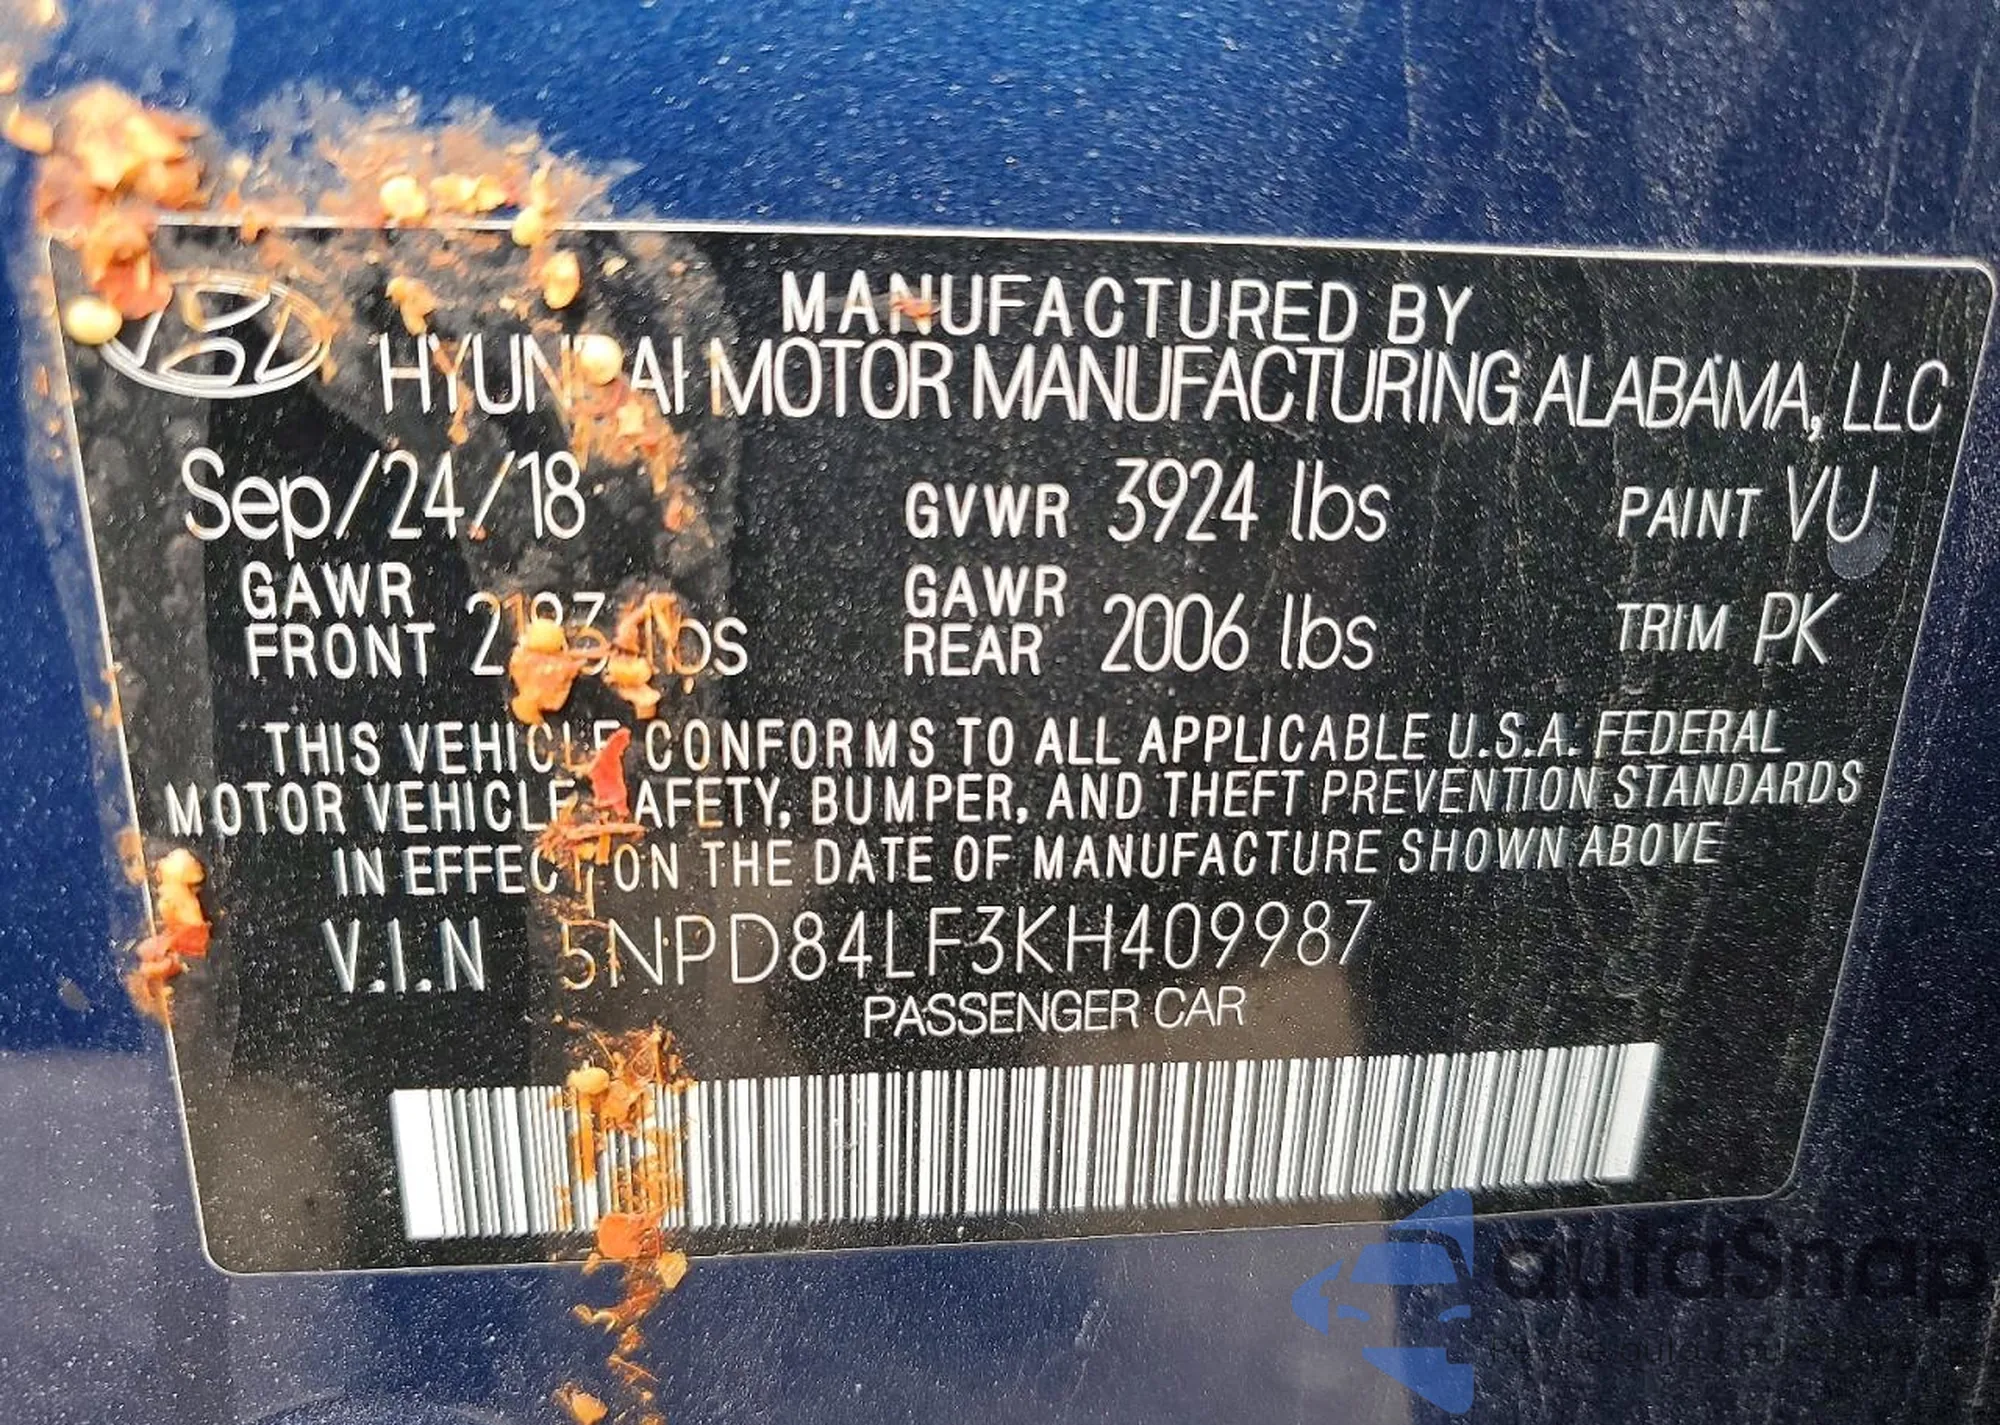 MANUFACTURED BY
HYUNDAI MOTOR MANUFACTURING ALABAMA, LLC
Sep/24/18 GVWR 3924 lbs PAINT VU
GAWR FRONT lbs GAWR REAR 2006 lbs TRIM PK
THIS VEHICLE CONFORMS TO ALL APPLICABLE U.S.A. FEDERAL
MOTOR VEHICLE SAFETY, BUMPER, AND THEFT PREVENTION STANDARDS
IN EFFECT ON THE DATE OF MANUFACTURE SHOWN ABOVE
V.I.N 5NPD84LF3KH409987
PASSENGER CAR
autoSnap